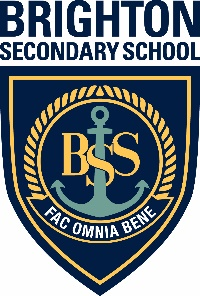 BRIGHTON
SECONDARY SCHOOL
BSS
FAC OMNIA BENE